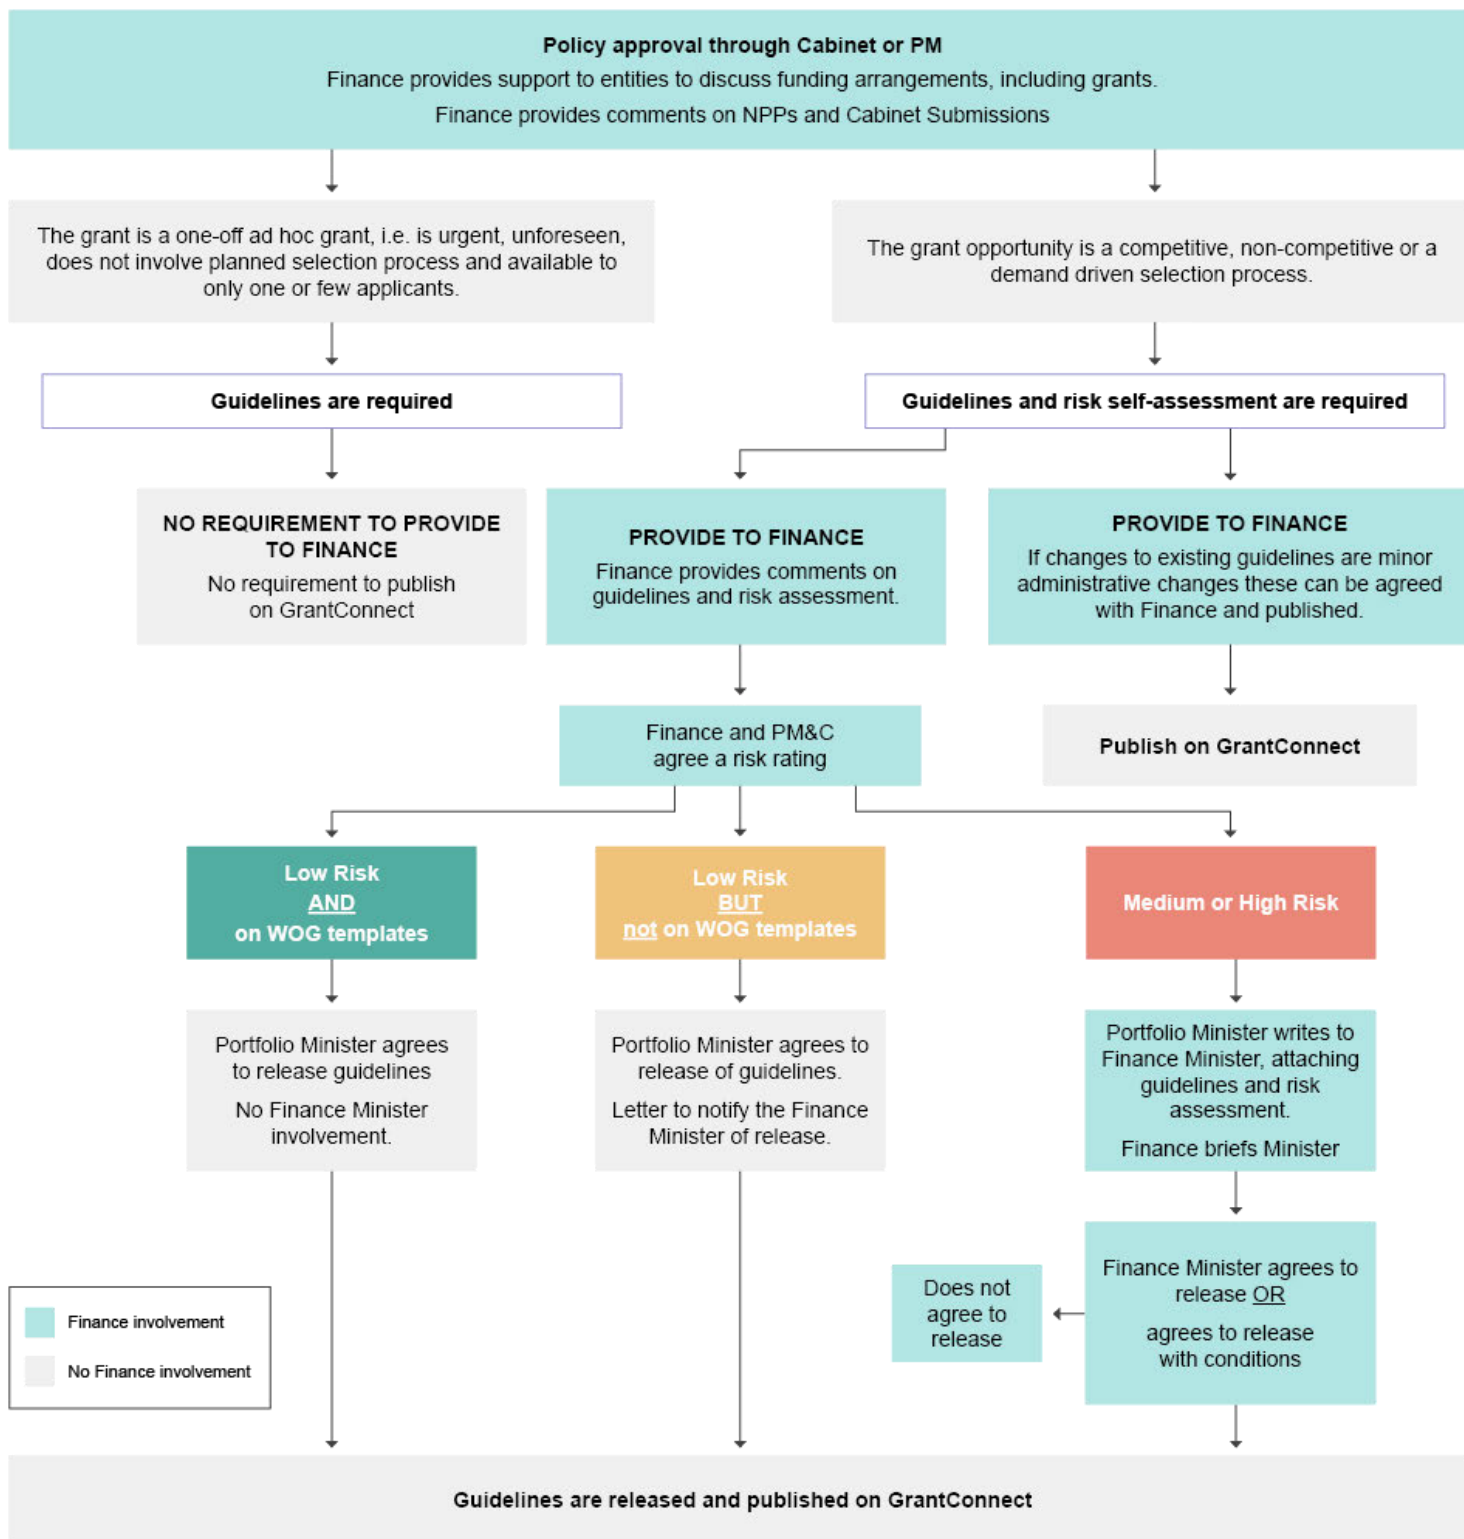 Policy approval through Cabinet or PM
Finance provides support to entities to discuss funding arrangements, including grants.
Finance provides comments on NPPs and Cabinet Submissions
The grant is a one-off ad hoc grant, i.e. is urgent, unforeseen,
does not involve planned selection process and available to
only one or few applicants.
The grant opportunity is a competitive, non-competitive or a
demand driven selection process.
Guidelines are required
Guidelines and risk self-assessment are required
NO REQUIREMENT TO PROVIDE
TO FINANCE
No requirement to publish
on GrantConnect
PROVIDE TO FINANCE
Finance provides comments on
guidelines and risk assessment.
PROVIDE TO FINANCE
If changes to existing guidelines are minor
administrative changes these can be agreed
with Finance and published.
Finance and PM&C
agree a risk rating
Publish on GrantConnect
Low Risk
AND
on WOG templates
Low Risk
BUT
not on WOG templates
Medium or High Risk
Portfolio Minister agrees
to release guidelines
No Finance Minister
involvement.
Portfolio Minister agrees to
release of guidelines.
Letter to notify the Finance
Minister of release.
Portfolio Minister writes to
Finance Minister, attaching
guidelines and risk
assessment.
Finance briefs Minister
Does not
agree to
release
Finance Minister agrees to
release OR
agrees to release
with conditions
Finance involvement
No Finance involvement
Guidelines are released and published on GrantConnect